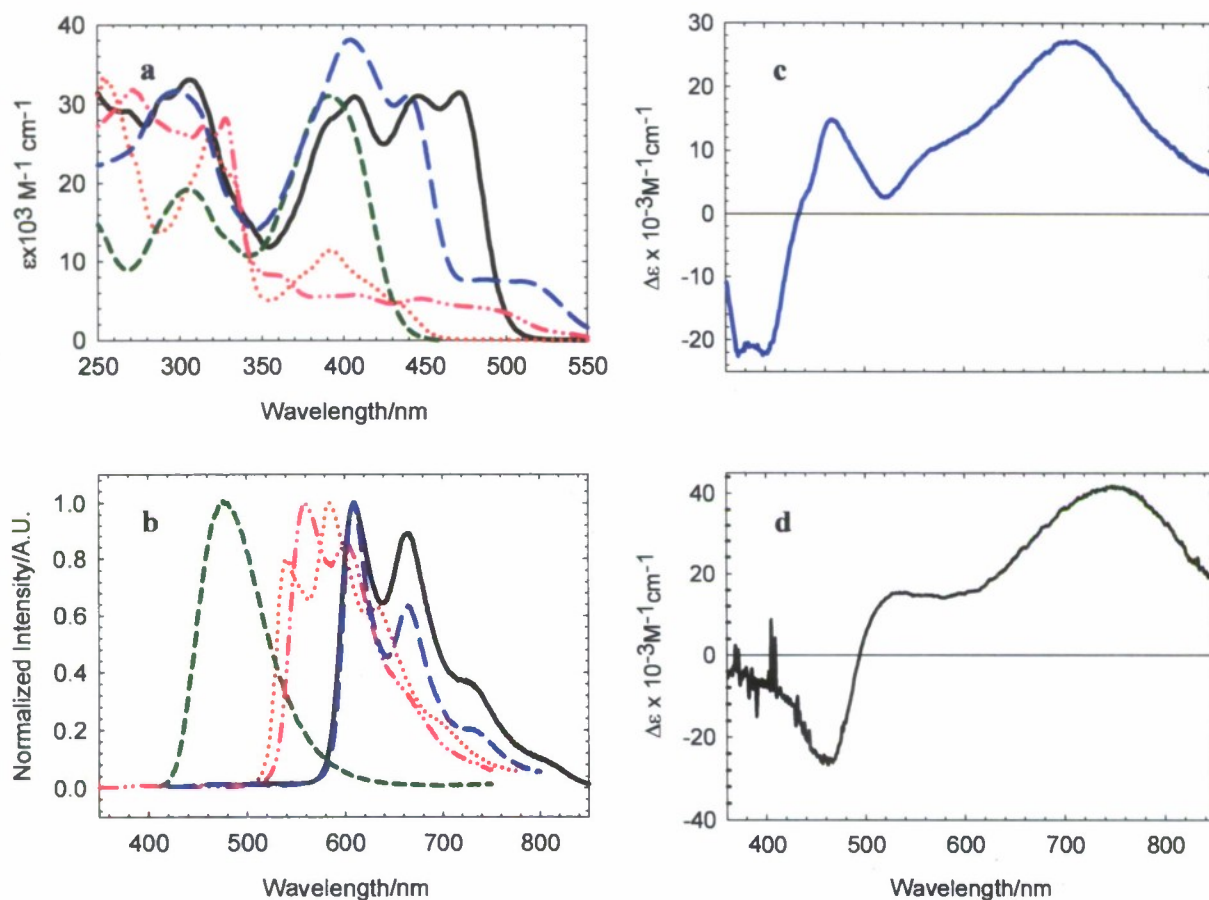 a
40
30
20
10
0
εx10³ M⁻¹ cm⁻¹
250 300 350 400 450 500 550
Wavelength/nm
c
30
20
10
0
-10
-20
Δε x 10⁻³M⁻¹cm⁻¹
b
1.0
0.8
0.6
0.4
0.2
0.0
Normalized Intensity/A.U.
400 500 600 700 800
Wavelength/nm
d
40
20
0
-20
-40
Δε x 10⁻³M⁻¹cm⁻¹
400 500 600 700 800
Wavelength/nm